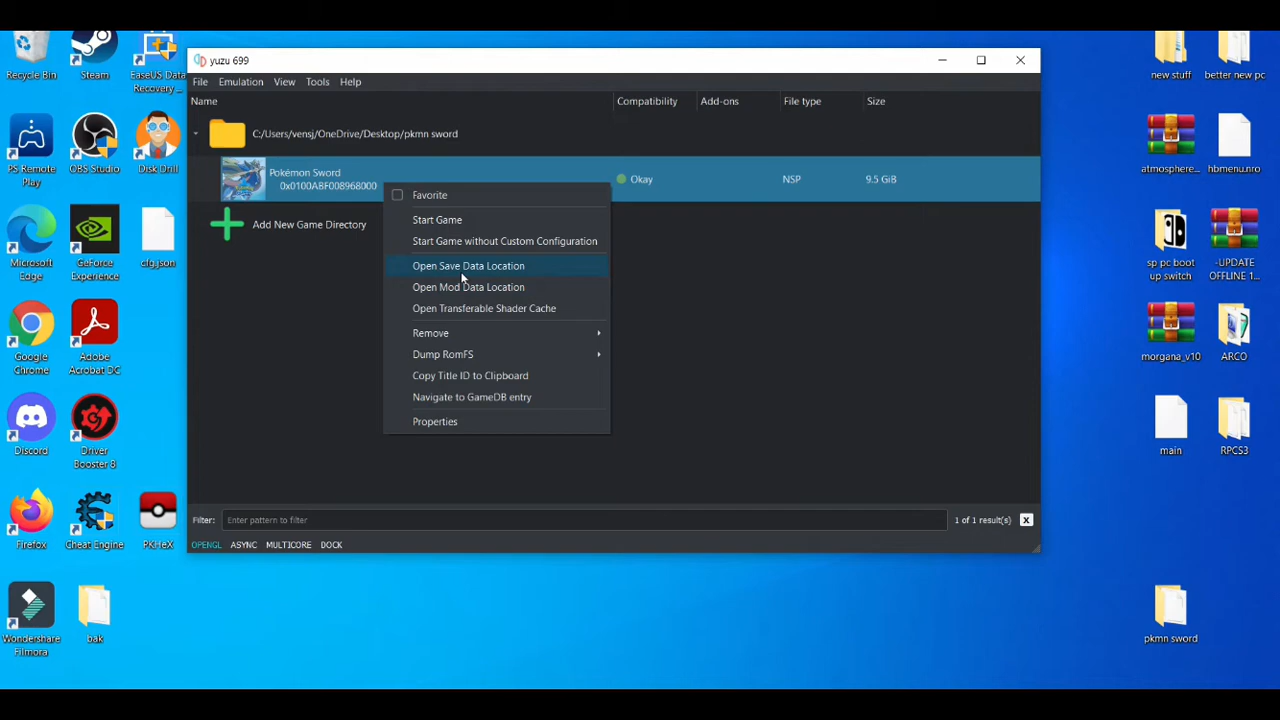 yuzu 699
File Emulation View Tools Help
Name Compatibility Add-ons File type Size
C:/Users/vensj/OneDrive/Desktop/pkmn sword
Pokémon Sword
0x0100ABF008968000
Okay NSP 9.5 GiB
Add New Game Directory
Favorite
Start Game
Start Game without Custom Configuration
Open Save Data Location
Open Mod Data Location
Open Transferable Shader Cache
Remove
Dump RomFS
Copy Title ID to Clipboard
Navigate to GameDB entry
Properties
Filter: Enter pattern to filter 1 of 1 result(s) X
OPENGL ASYNC MULTICORE DOCK
Recycle Bin
Steam
EaseUS Data
Recovery ...
PS Remote
Play
OBS Studio
Disk Drill
Microsoft
Edge
GeForce
Experience
cfg.json
Google
Chrome
Adobe
Acrobat DC
Discord
Driver
Booster 8
Firefox
Cheat Engine
PKHeX
Wondershare
Filmora
bak
new stuff
better new pc
atmosphere...
hbmenu.nro
sp pc boot
up switch
-UPDATE
OFFLINE 1...
morgana_v10
ARCO
main
RPCS3
pkmn sword